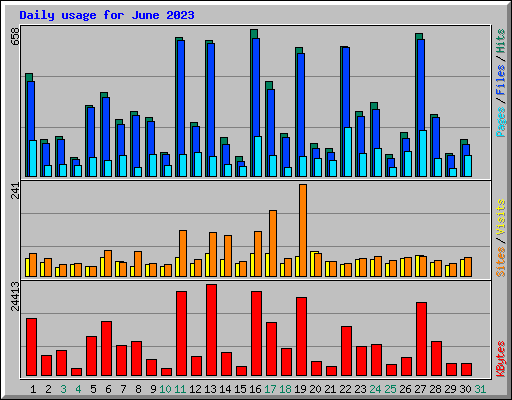 Daily usage for June 2023
658
Pages / Files / Hits
241
Sites / Visits
24413
KBytes
1 2 3 4 5 6 7 8 9 10 11 12 13 14 15 16 17 18 19 20 21 22 23 24 25 26 27 28 29 30 31